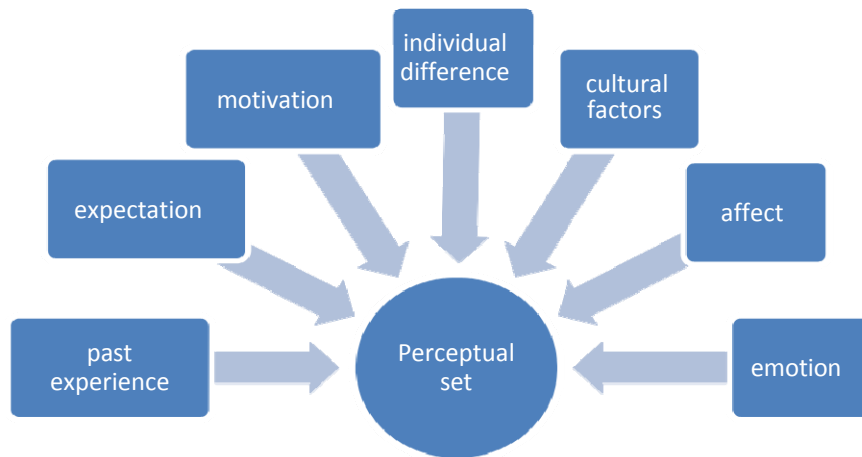 individual
difference
motivation
cultural
factors
expectation
affect
past
experience
Perceptual
set
emotion